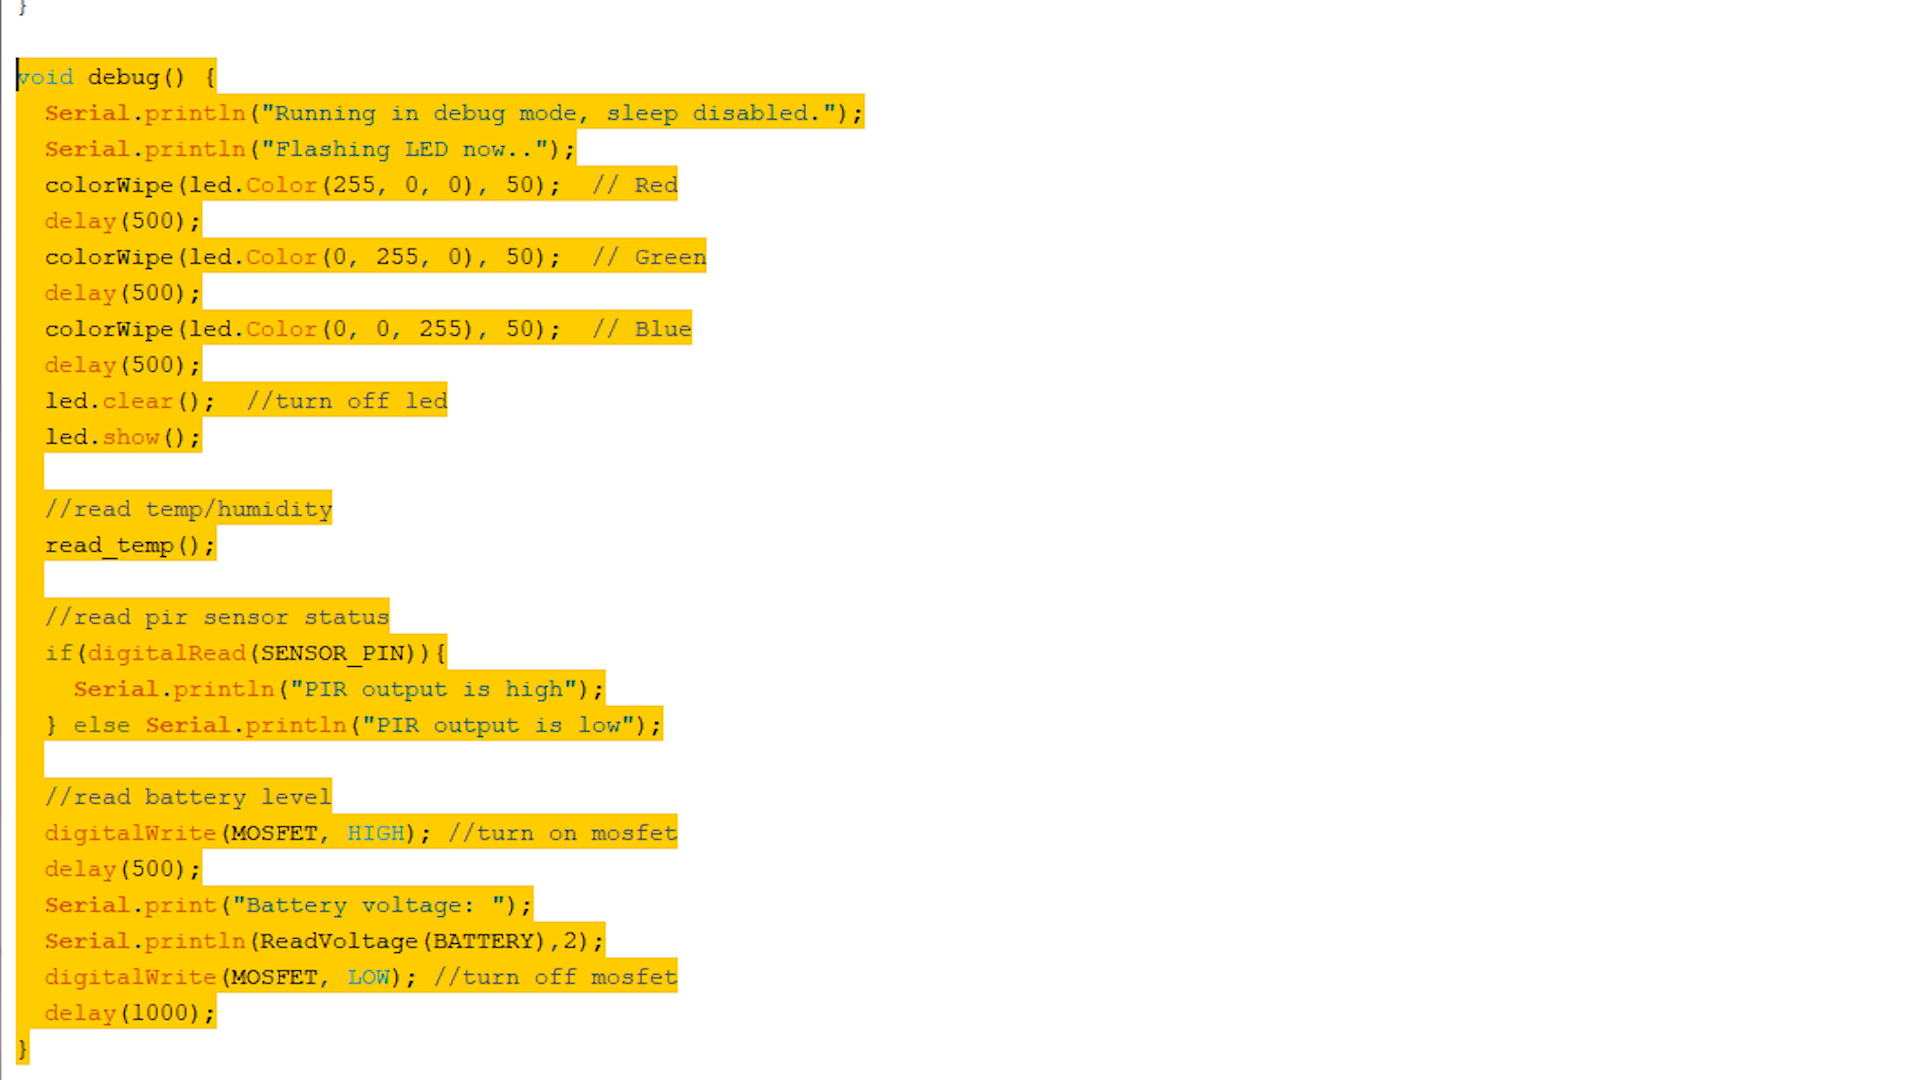 }
void debug() {
  Serial.println("Running in debug mode, sleep disabled.");
  Serial.println("Flashing LED now..");
  colorWipe(led.Color(255, 0, 0), 50);  // Red
  delay(500);
  colorWipe(led.Color(0, 255, 0), 50);  // Green
  delay(500);
  colorWipe(led.Color(0, 0, 255), 50);  // Blue
  delay(500);
  led.clear();  //turn off led
  led.show();
  //read temp/humidity
  read_temp();
  //read pir sensor status
  if(digitalRead(SENSOR_PIN)){
    Serial.println("PIR output is high");
  } else Serial.println("PIR output is low");
  //read battery level
  digitalWrite(MOSFET, HIGH); //turn on mosfet
  delay(500);
  Serial.print("Battery voltage: ");
  Serial.println(ReadVoltage(BATTERY),2);
  digitalWrite(MOSFET, LOW); //turn off mosfet
  delay(1000);
}